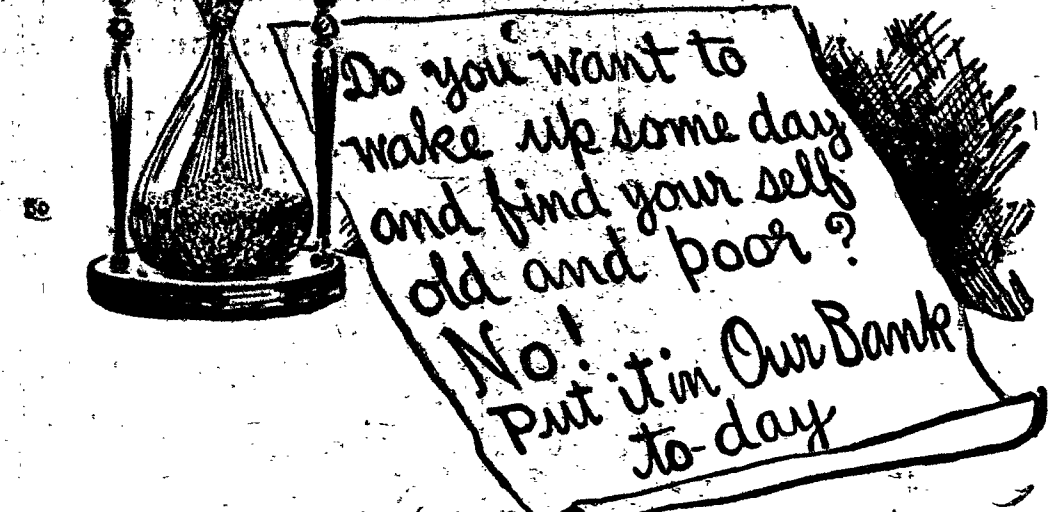 Do you want to
wake up some day
and find your self
old and poor?
No!
Put it in Our Bank
to-day